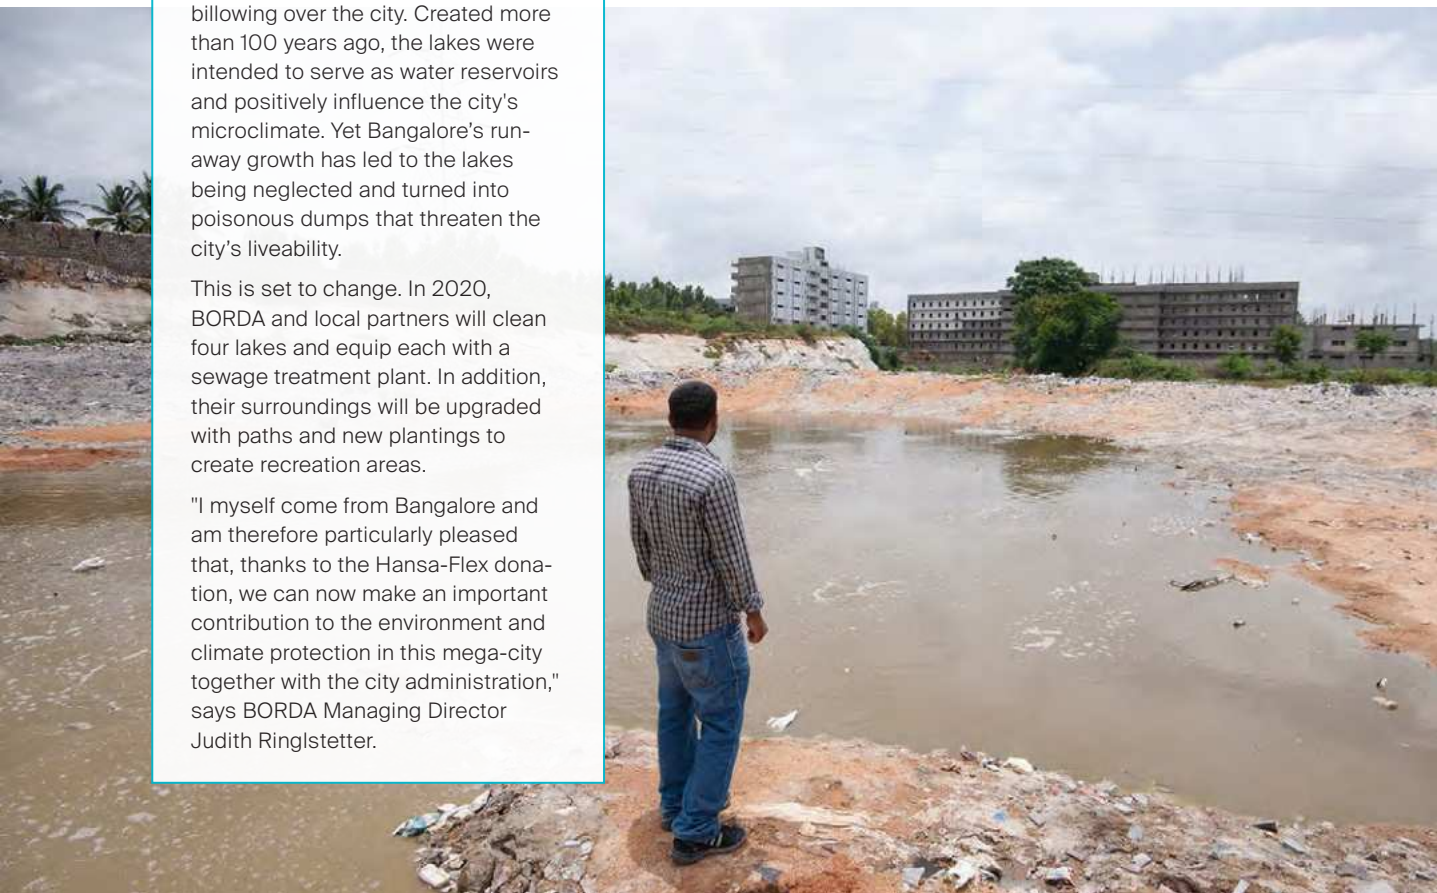 billowing over the city. Created more
than 100 years ago, the lakes were
intended to serve as water reservoirs
and positively influence the city's
microclimate. Yet Bangalore’s run-
away growth has led to the lakes
being neglected and turned into
poisonous dumps that threaten the
city’s liveability.
This is set to change. In 2020,
BORDA and local partners will clean
four lakes and equip each with a
sewage treatment plant. In addition,
their surroundings will be upgraded
with paths and new plantings to
create recreation areas.
"I myself come from Bangalore and
am therefore particularly pleased
that, thanks to the Hansa-Flex dona-
tion, we can now make an important
contribution to the environment and
climate protection in this mega-city
together with the city administration,"
says BORDA Managing Director
Judith Ringlstetter.